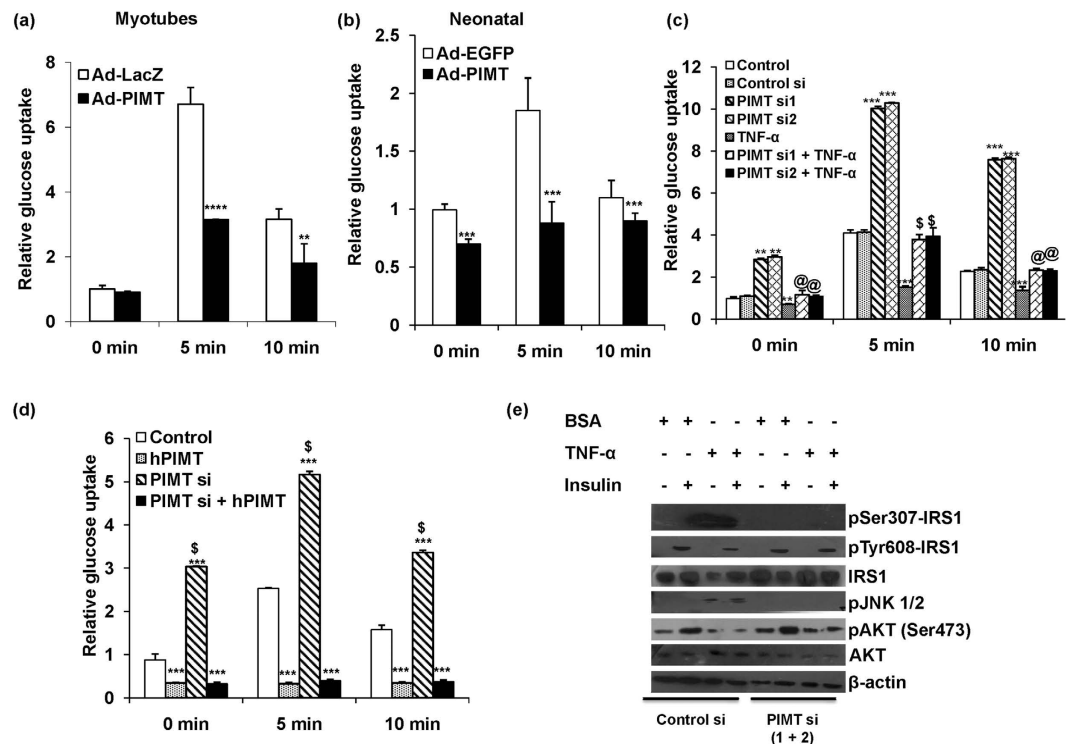 (a)
Myotubes
Relative glucose uptake
8
6
4
2
0
Ad-LacZ
Ad-PIMT
****
**
0 min 5 min 10 min
(b)
Neonatal
Relative glucose uptake
2.5
2
1.5
1
0.5
0
Ad-EGFP
Ad-PIMT
***
***
***
0 min 5 min 10 min
(c)
Relative glucose uptake
12
10
8
6
4
2
0
Control
Control si
PIMT si1
PIMT si2
TNF-α
PIMT si1 + TNF-α
PIMT si2 + TNF-α
** ** ** @@
*** *** *** $ $
*** *** *** @@
0 min 5 min 10 min
(d)
Relative glucose uptake
6
5
4
3
2
1
0
Control
hPIMT
PIMT si
PIMT si + hPIMT
$ $ $
*** *** ***
*** *** *** *** *** ***
0 min 5 min 10 min
(e)
BSA + + - - + + - -
TNF-α - - + + - - + +
Insulin - + - + - + - +
pSer307-IRS1
pTyr608-IRS1
IRS1
pJNK 1/2
pAKT (Ser473)
AKT
β-actin
Control si PIMT si
(1 + 2)